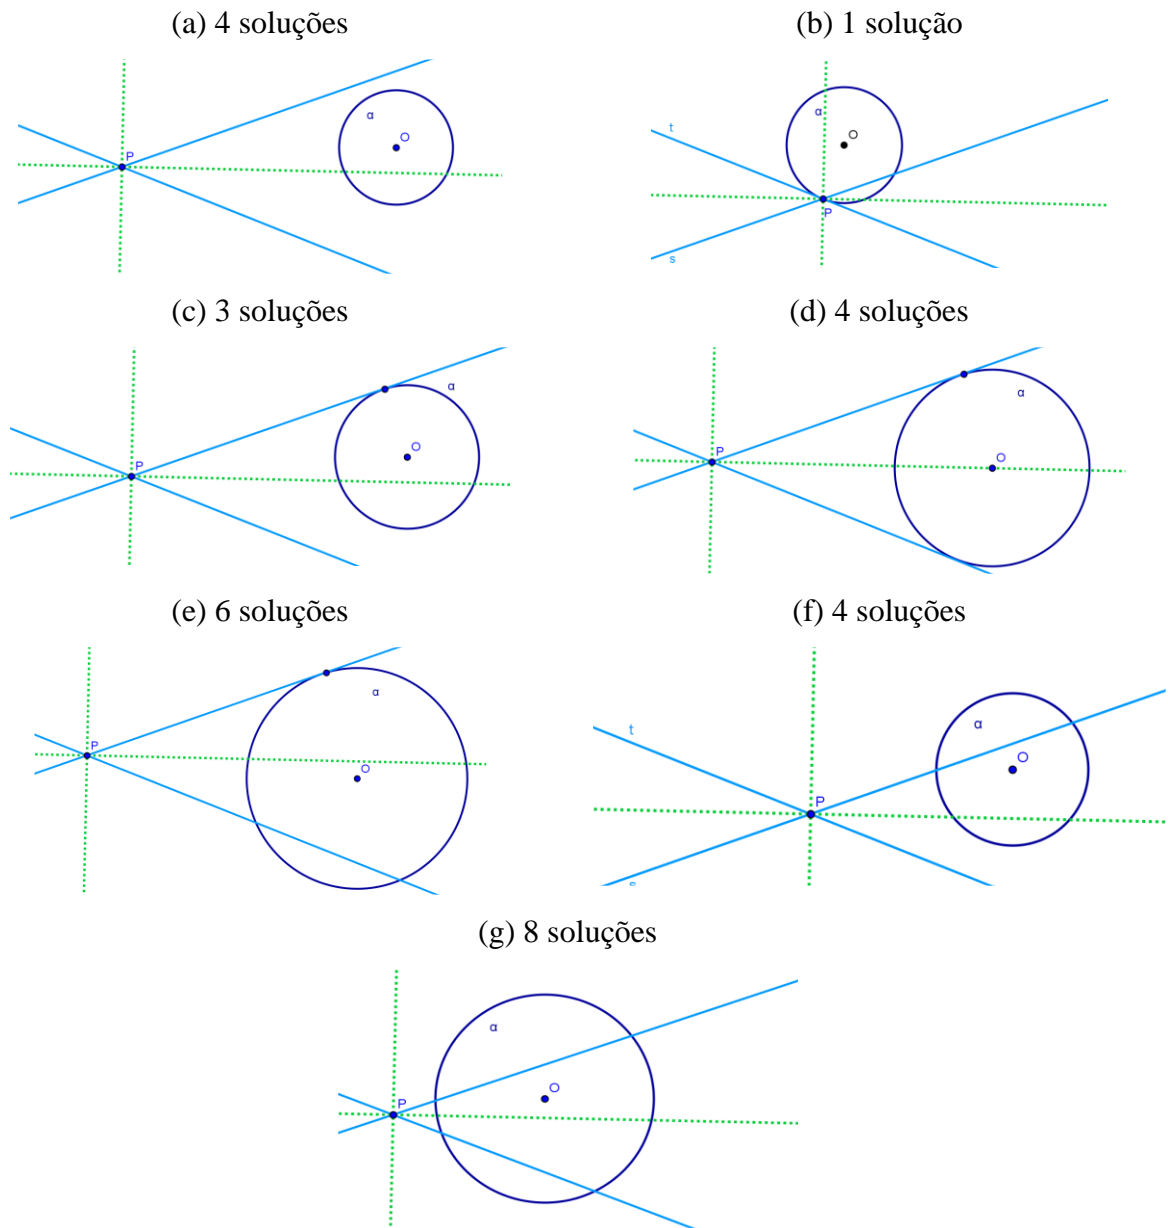 (a) 4 soluções
(b) 1 solução
α
O
P
t
α
O
P
s
(c) 3 soluções
(d) 4 soluções
α
O
P
α
O
P
(e) 6 soluções
(f) 4 soluções
α
P
O
t
α
O
P
s
(g) 8 soluções
α
O
P